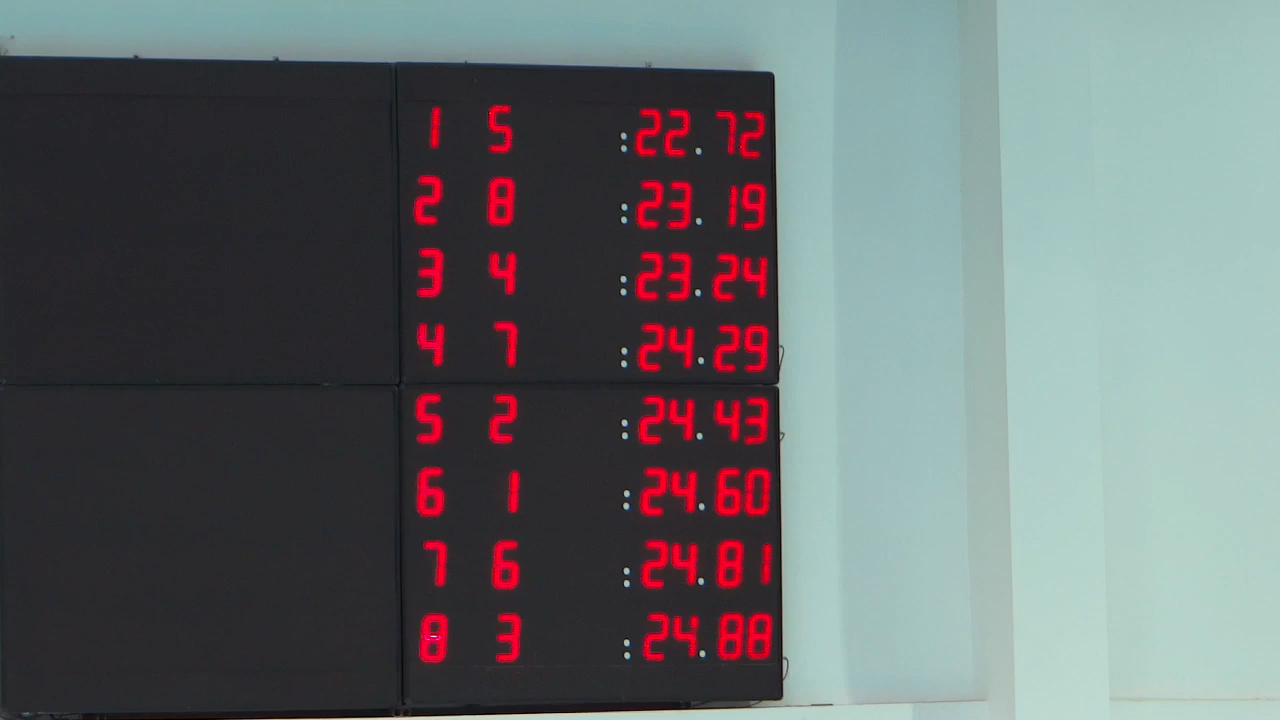 1 5 :22.72
2 8 :23.19
3 4 :23.24
4 7 :24.29
5 2 :24.43
6 1 :24.60
7 6 :24.81
8 3 :24.88